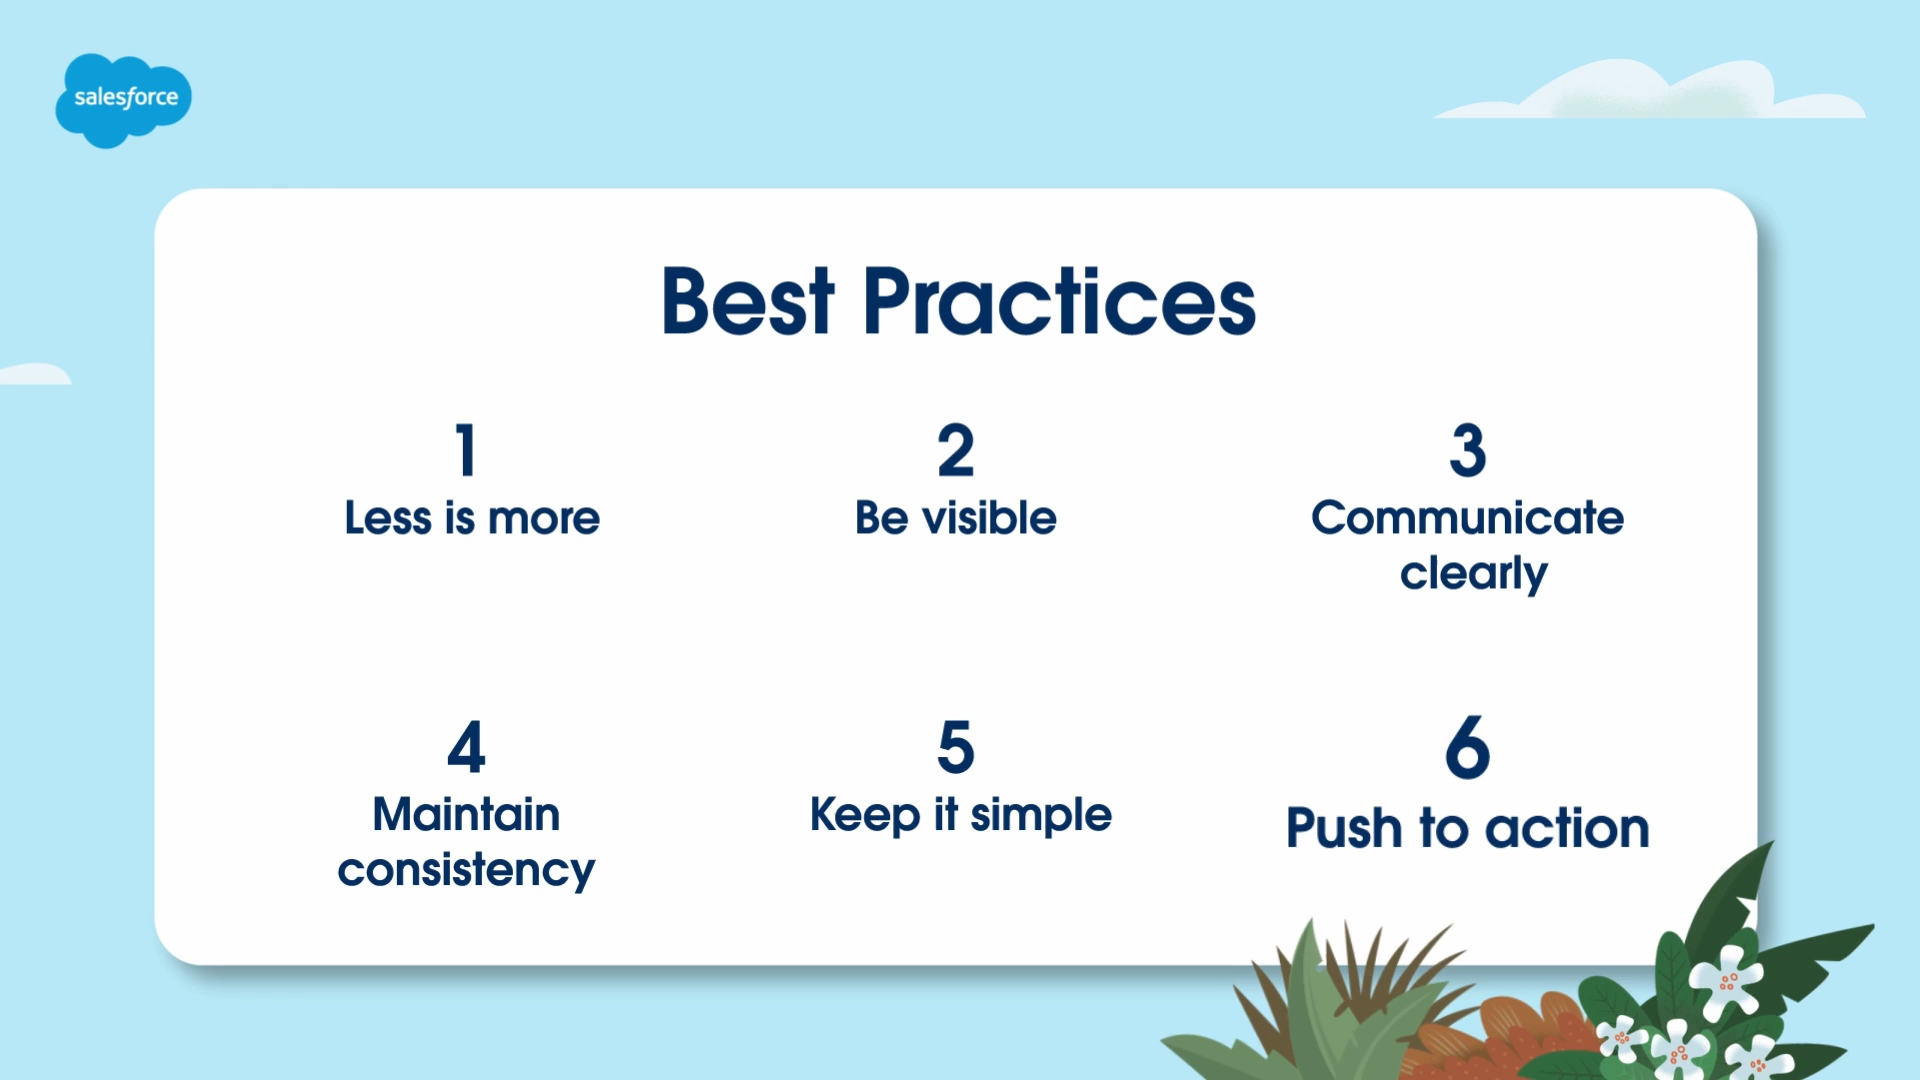 salesforce
Best Practices
1
Less is more
2
Be visible
3
Communicate
clearly
4
Maintain
consistency
5
Keep it simple
6
Push to action